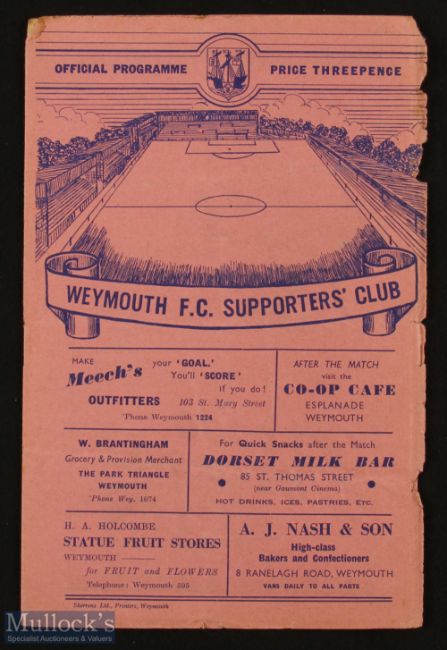 OFFICIAL PROGRAMME PRICE THREEPENCE
WEYMOUTH F.C. SUPPORTERS' CLUB
MAKE your 'GOAL.'
Meech's You'll 'SCORE'
if you do!
OUTFITTERS 103 St. Mary Street
'Phone Weymouth 1224
AFTER THE MATCH
visit the
CO-OP CAFE
ESPLANADE
WEYMOUTH
W. BRANTINGHAM
Grocery & Provision Merchant
THE PARK TRIANGLE
WEYMOUTH
'Phone Wey. 1074
For Quick Snacks after the Match
DORSET MILK BAR
85 ST. THOMAS STREET
(near Gaumont Cinema)
HOT DRINKS, ICES, PASTRIES, ETC.
H. A. HOLCOMBE
STATUE FRUIT STORES
WEYMOUTH
for FRUIT and FLOWERS
Telephone: Weymouth 595
A. J. NASH & SON
High-class
Bakers and Confectioners
8 RANELAGH ROAD, WEYMOUTH
VANS DAILY TO ALL PARTS
Sherrens Ltd., Printers, Weymouth
Mullock's
Specialist Auctioneers & Valuers